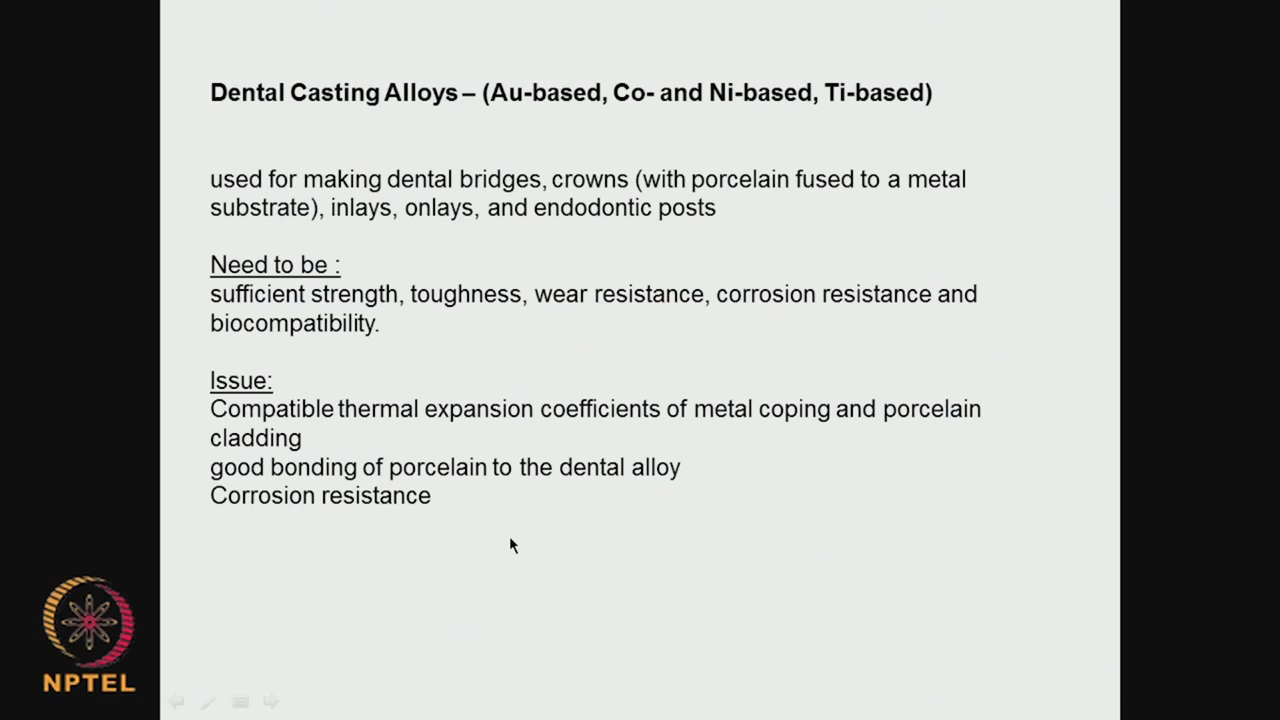 Dental Casting Alloys – (Au-based, Co- and Ni-based, Ti-based)
used for making dental bridges, crowns (with porcelain fused to a metal
substrate), inlays, onlays, and endodontic posts
Need to be :
sufficient strength, toughness, wear resistance, corrosion resistance and
biocompatibility.
Issue:
Compatible thermal expansion coefficients of metal coping and porcelain
cladding
good bonding of porcelain to the dental alloy
Corrosion resistance
NPTEL